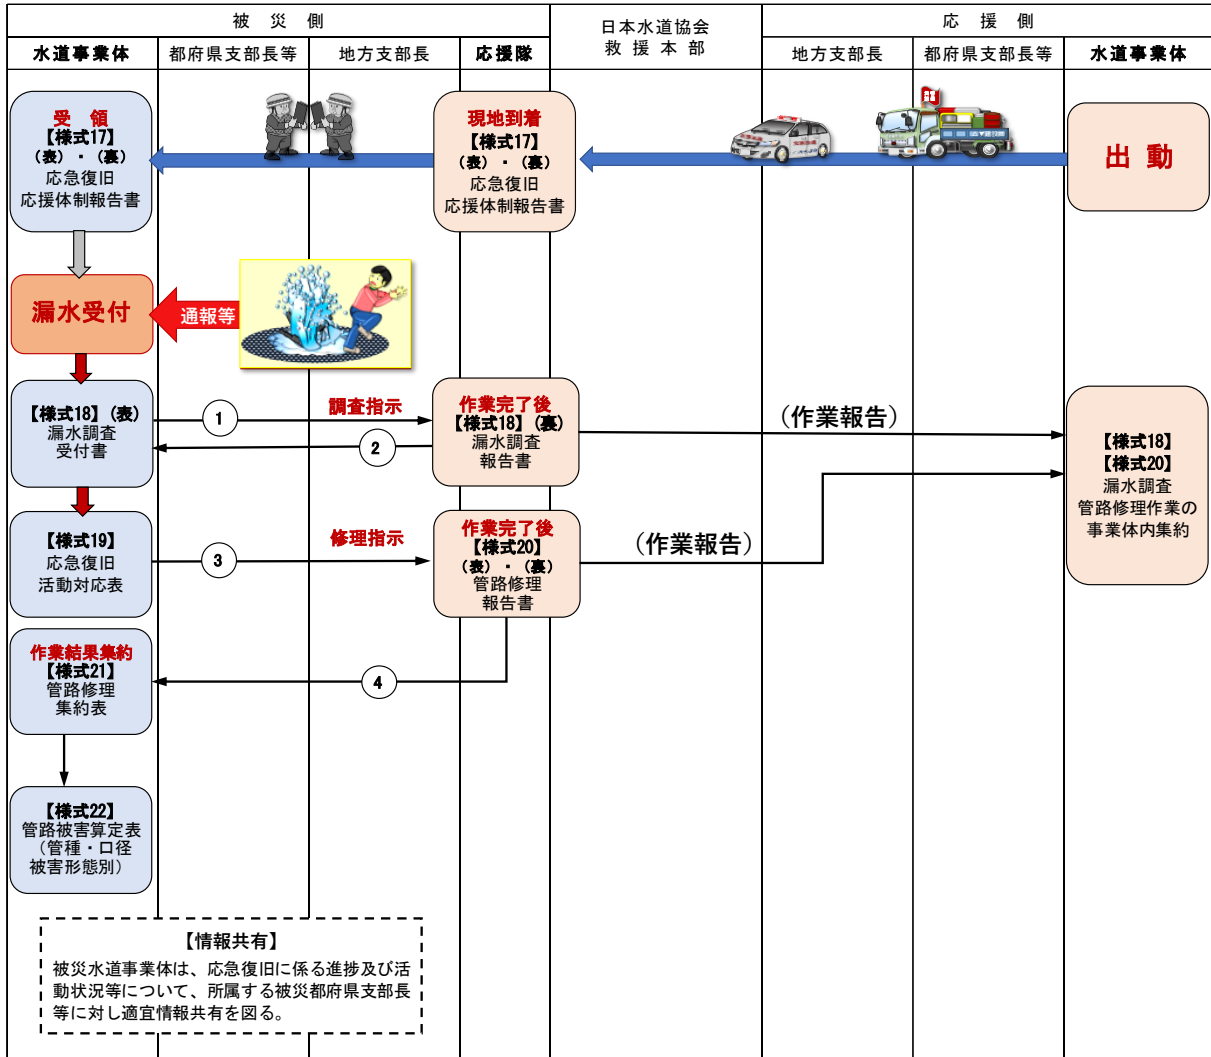 被 災 側
日本水道協会
救 援 本 部
応 援 側
水道事業体
都府県支部長等
地方支部長
応援隊
地方支部長
都府県支部長等
水道事業体
受 領
【様式17】
(表)・(裏)
応急復旧
応援体制報告書
現地到着
【様式17】
(表)・(裏)
応急復旧
応援体制報告書
出 動
漏水受付
通報等
【様式18】(表)
漏水調査
受付書
1
調査指示
2
作業完了後
【様式18】(裏)
漏水調査
報告書
(作業報告)
【様式18】
【様式20】
漏水調査
管路修理作業の
事業体内集約
【様式19】
応急復旧
活動対応表
3
修理指示
作業完了後
【様式20】
(表)・(裏)
管路修理
報告書
(作業報告)
作業結果集約
【様式21】
管路修理
集約表
4
【様式22】
管路被害算定表
(管種・口径
被害形態別)
【情報共有】
被災水道事業体は、応急復旧に係る進捗及び活
動状況等について、所属する被災都府県支部長
等に対し適宜情報共有を図る。